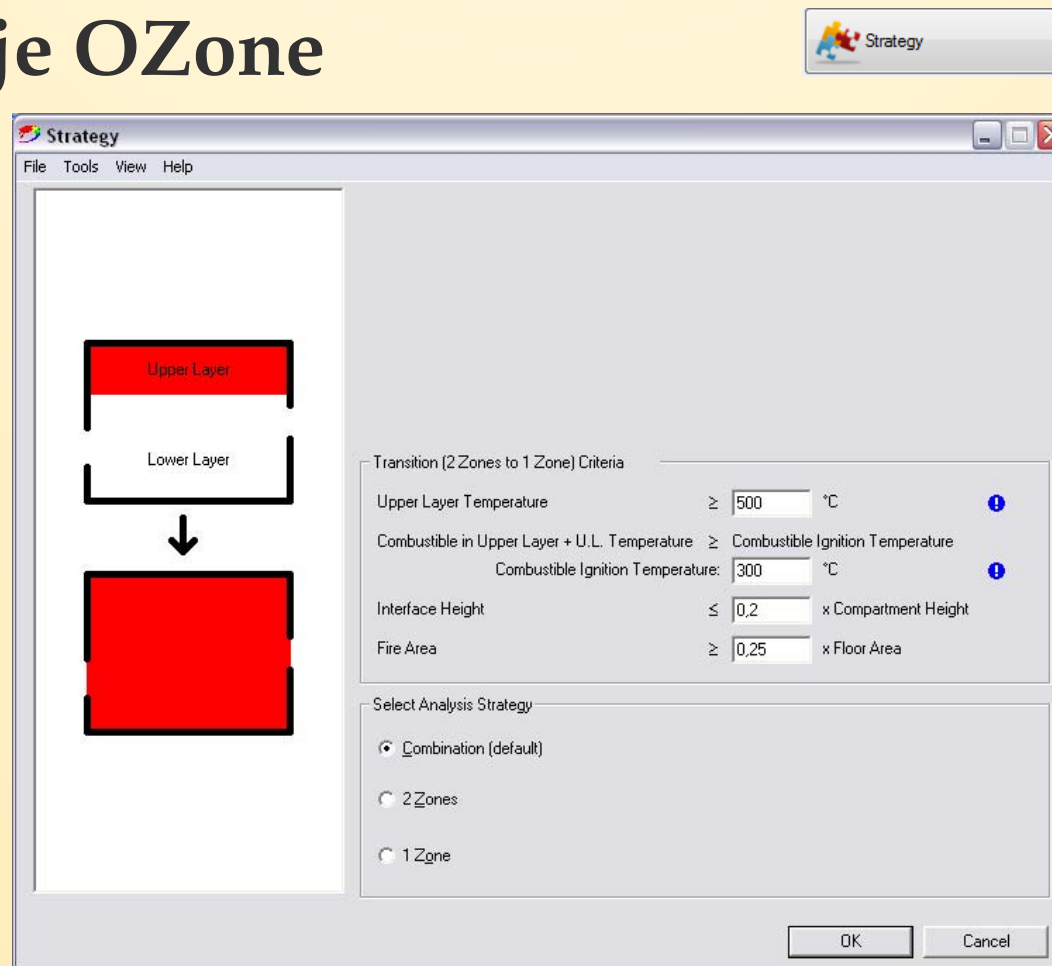 je OZone
Strategy
Strategy
File Tools View Help
Upper Layer
Lower Layer
Transition (2 Zones to 1 Zone) Criteria
Upper Layer Temperature ≥ 500 °C
Combustible in Upper Layer + U.L. Temperature ≥ Combustible Ignition Temperature
Combustible Ignition Temperature: 300 °C
Interface Height ≤ 0,2 x Compartment Height
Fire Area ≥ 0,25 x Floor Area
Select Analysis Strategy
Combination (default)
2 Zones
1 Zone
OK Cancel